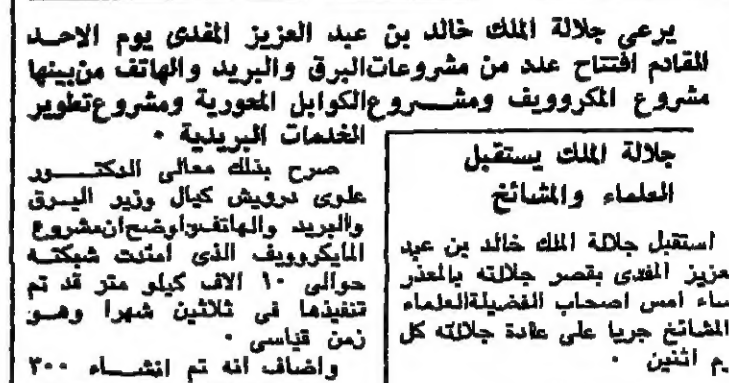 يرعى جلالة الملك خالد بن عبد العزيز المفدى يوم الاحد
القادم افتتاح عدد من مشروعات البرق والبريد والهاتف من بينها
مشروع المكروويف ومشروع الكوابل المحورية ومشروع تطوير
الخدمات البريدية .
صرح بذلك معالى الدكتور
علوى درويش كيال وزير البرق
والبريد والهاتف واوضح ان مشروع
المايكروويف الذى امتدت شبكته
حوالى ١٠ الاف كيلو متر قد تم
تنفيذها فى ثلاثين شهرا وهو
زمن قياسى .
واضاف انه تم انشاء ٣٠٠
جلالة الملك يستقبل
العلماء والمشائخ
استقبل جلالة الملك خالد بن عبد
عزيز المفدى بقصر جلالته بالمعذر
ساء امس اصحاب الفضيلة العلماء
المشائخ جريا على عادة جلالته كل
م اثنين .